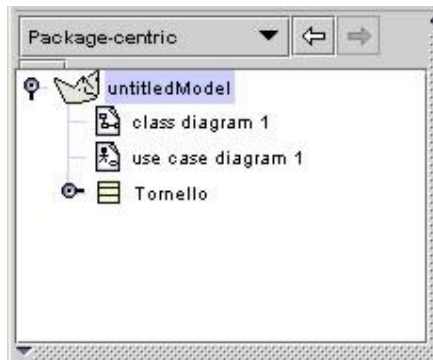 Package-centric
untitledModel
class diagram 1
use case diagram 1
Tornello